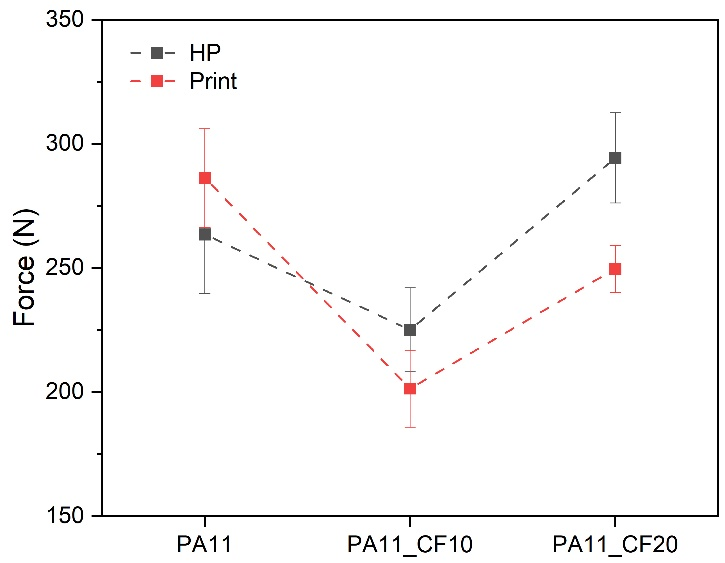 350
HP
Print
300
250
Force (N)
200
150
PA11
PA11_CF10
PA11_CF20